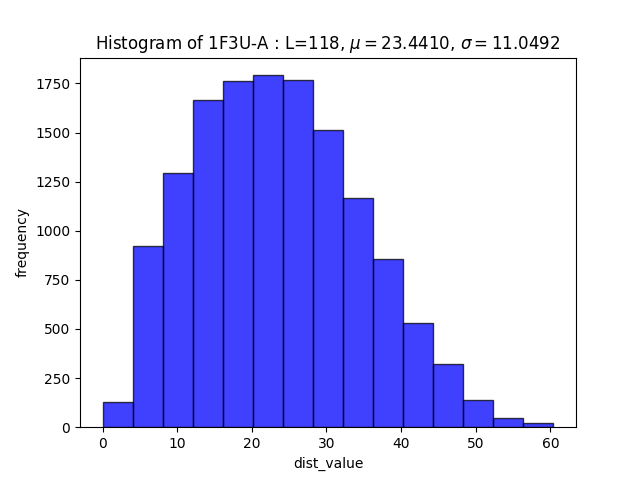 Histogram of 1F3U-A : L=118, μ = 23.4410, σ = 11.0492
1750
1500
1250
1000
750
500
250
0
frequency
0 10 20 30 40 50 60
dist_value